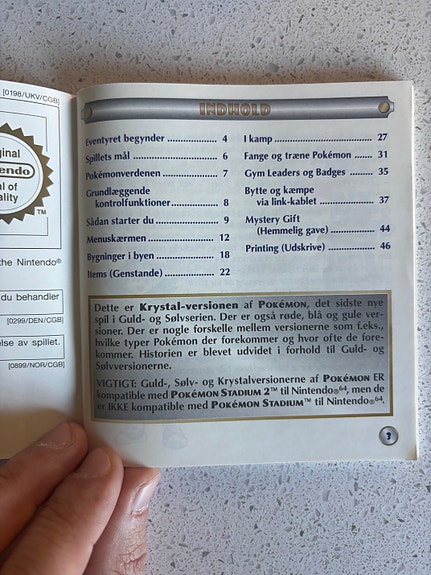 [0198/UKV/CGB]
ginal
tendo
al of
ality
TM
the Nintendo®
du behandler
[0299/DEN/CGB]
else av spillet.
[0899/NOR/CGB]
INDHOLD
Eventyret begynder 4
Spillets mål 6
Pokémonverdenen 7
Grundlæggende
kontrolfunktioner 8
Sådan starter du 9
Menuskærmen 12
Bygninger i byen 18
Items (Genstande) 22
I kamp 27
Fange og træne Pokémon 31
Gym Leaders og Badges 35
Bytte og kæmpe
via link-kablet 37
Mystery Gift
(Hemmelig gave) 44
Printing (Udskrive) 46
Dette er Krystal-versionen af POKÉMON, det sidste nye
spil i Guld- og Sølvserien. Der er også røde, blå og gule ver-
sioner. Der er nogle forskelle mellem versionerne som f.eks.,
hvilke typer Pokémon der forekommer og hvor ofte de fore-
kommer. Historien er blevet udvidet i forhold til Guld- og
Sølvversionerne.
VIGTIGT: Guld-, Sølv- og Krystalversionerne af POKÉMON ER
kompatible med POKÉMON STADIUM 2™ til Nintendo®⁶⁴, men de
er IKKE kompatible med POKÉMON STADIUM™ til Nintendo®⁶⁴.
3